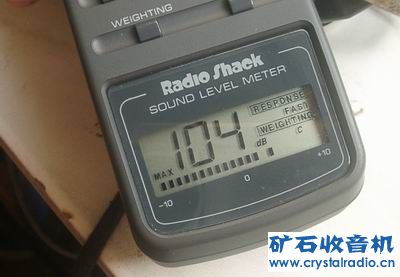 WEIGHTING
Radio Shack
SOUND LEVEL METER
RESPONSE
104 FAST
WEIGHTING
MAX dB C
-10 0 +10
矿石收音机
www.crystalradio.cn